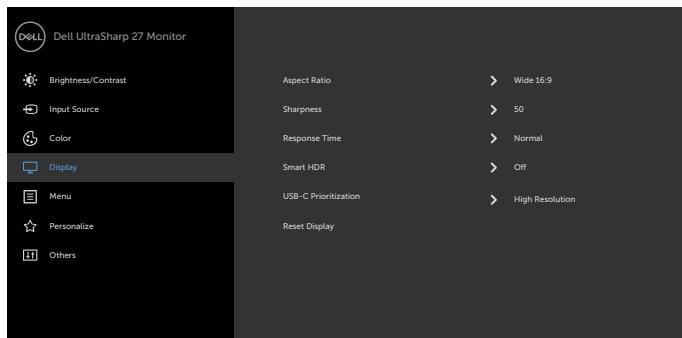 DELL
Dell UltraSharp 27 Monitor
Brightness/Contrast
Input Source
Color
Display
Menu
Personalize
Others
Aspect Ratio
Wide 16:9
Sharpness
50
Response Time
Normal
Smart HDR
Off
USB-C Prioritization
High Resolution
Reset Display